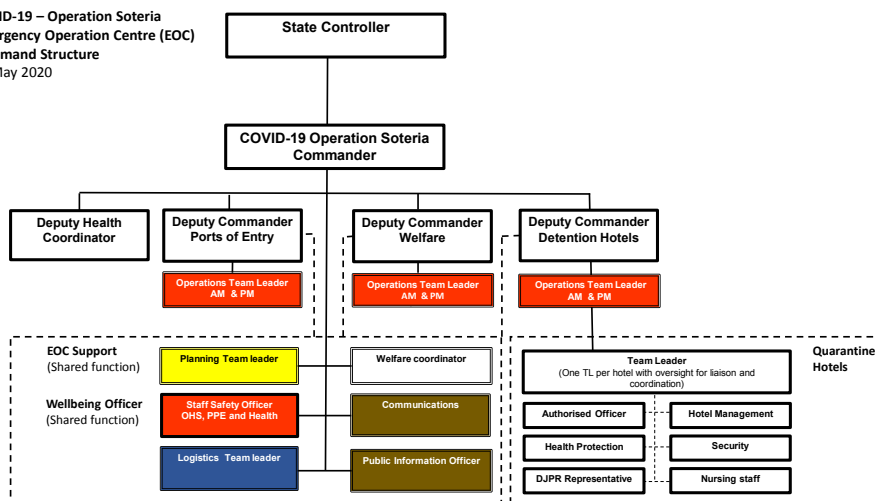 ID-19 – Operation Soteria
rgency Operation Centre (EOC)
mand Structure
May 2020
State Controller
COVID-19 Operation Soteria
Commander
Deputy Health
Coordinator
Deputy Commander
Ports of Entry
Deputy Commander
Welfare
Deputy Commander
Detention Hotels
Operations Team Leader
AM & PM
Operations Team Leader
AM & PM
Operations Team Leader
AM & PM
EOC Support
(Shared function)
Planning Team leader
Welfare coordinator
Wellbeing Officer
(Shared function)
Staff Safety Officer
OHS, PPE and Health
Communications
Logistics Team leader
Public Information Officer
Team Leader
(One TL per hotel with oversight for liaison and
coordination)
Quarantine
Hotels
Authorised Officer
Hotel Management
Health Protection
Security
DJPR Representative
Nursing staff